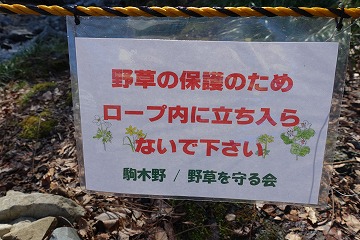 野草の保護のため
ロープ内に立ち入ら
ないで下さい
駒木野 / 野草を守る会